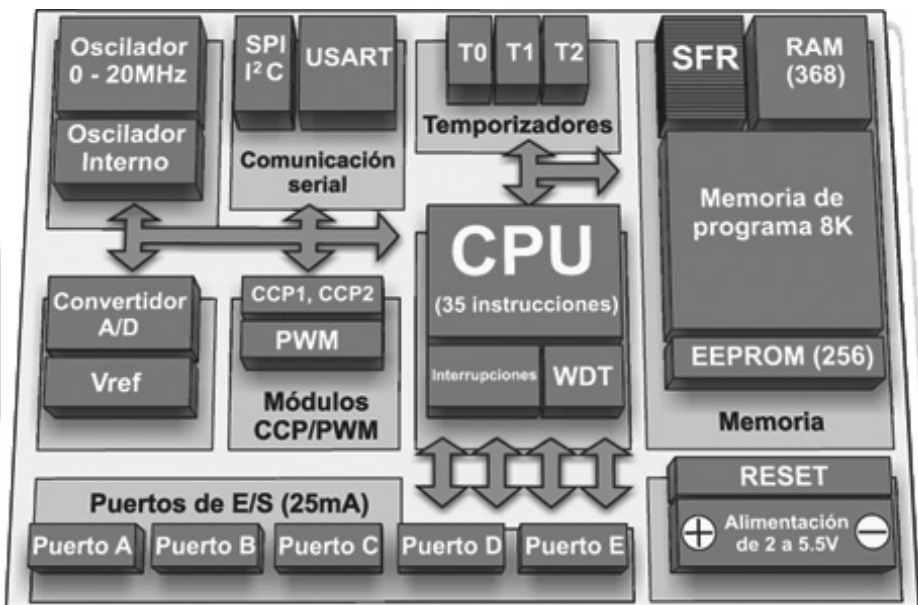 Oscilador
0 - 20MHz
Oscilador
Interno
SPI
I²C
USART
Comunicación
serial
T0
T1
T2
Temporizadores
SFR
RAM
(368)
Memoria de
programa 8K
EEPROM (256)
Memoria
CPU
(35 instrucciones)
Interrupciones
WDT
Convertidor
A/D
Vref
CCP1, CCP2
PWM
Módulos
CCP/PWM
Puertos de E/S (25mA)
Puerto A
Puerto B
Puerto C
Puerto D
Puerto E
RESET
+
Alimentación
de 2 a 5.5V
−